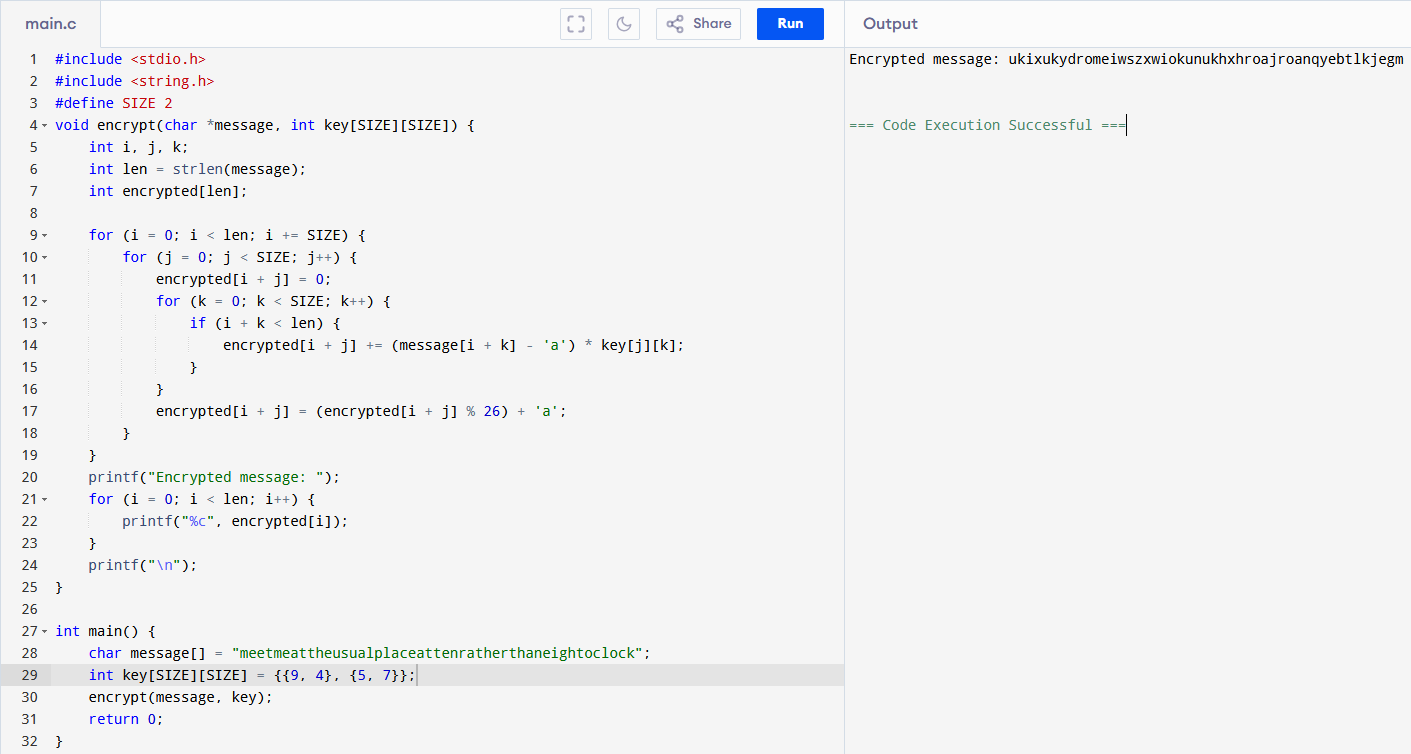 main.c
Share
Run
Output
1 #include <stdio.h>
2 #include <string.h>
3 #define SIZE 2
4 void encrypt(char *message, int key[SIZE][SIZE]) {
5     int i, j, k;
6     int len = strlen(message);
7     int encrypted[len];
8
9     for (i = 0; i < len; i += SIZE) {
10         for (j = 0; j < SIZE; j++) {
11             encrypted[i + j] = 0;
12             for (k = 0; k < SIZE; k++) {
13                 if (i + k < len) {
14                     encrypted[i + j] += (message[i + k] - 'a') * key[j][k];
15                 }
16             }
17             encrypted[i + j] = (encrypted[i + j] % 26) + 'a';
18         }
19     }
20     printf("Encrypted message: ");
21     for (i = 0; i < len; i++) {
22         printf("%c", encrypted[i]);
23     }
24     printf("\n");
25 }
26
27 int main() {
28     char message[] = "meetmeattheusualplaceattenratherthaneightoclock";
29     int key[SIZE][SIZE] = {{9, 4}, {5, 7}};
30     encrypt(message, key);
31     return 0;
32 }
Encrypted message: ukixukydromeiwszxwiokunukhxhroajroanqyebtlkjegm
=== Code Execution Successful ===